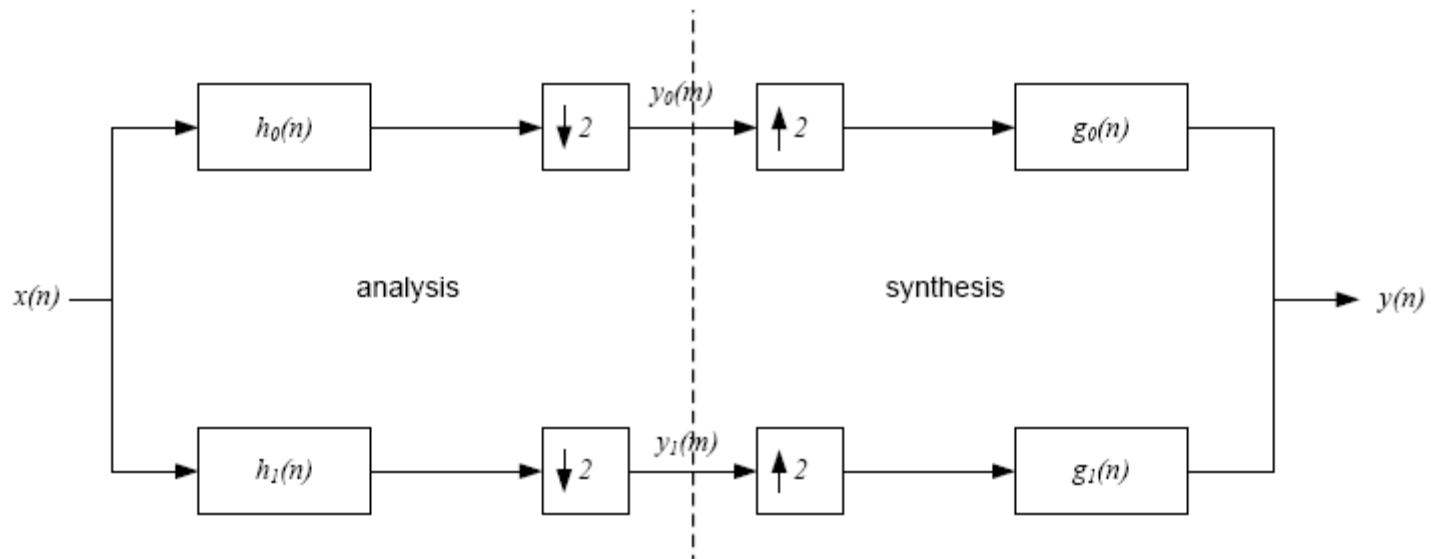 y₀(m)
h₀(n) ↓ 2 ↑ 2 g₀(n)
x(n) analysis synthesis y(n)
y₁(m)
h₁(n) ↓ 2 ↑ 2 g₁(n)